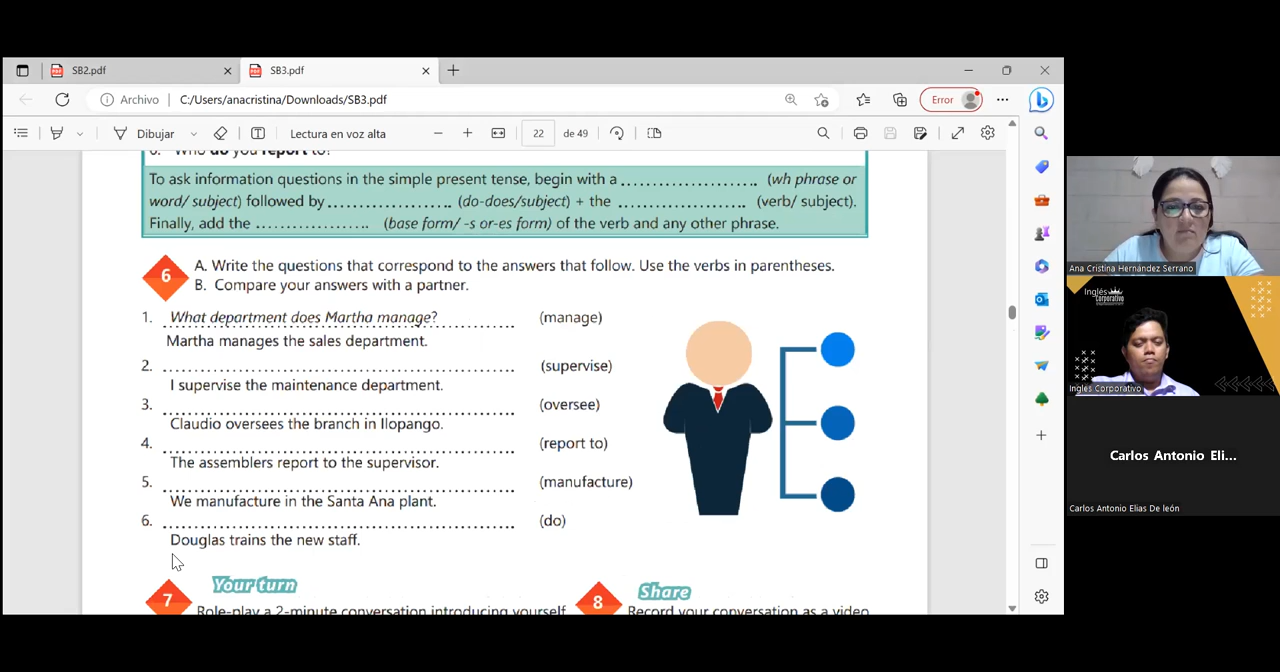 SB2.pdf
SB3.pdf
Archivo
C:/Users/anacristina/Downloads/SB3.pdf
Error
Dibujar
Lectura en voz alta
22
de 49
6. Who do you report to?
To ask information questions in the simple present tense, begin with a .................... (wh phrase or
word/ subject) followed by .................... (do-does/subject) + the .................... (verb/ subject).
Finally, add the .................. (base form/ -s or-es form) of the verb and any other phrase.
6
A. Write the questions that correspond to the answers that follow. Use the verbs in parentheses.
B. Compare your answers with a partner.
1. What department does Martha manage? (manage)
Martha manages the sales department.
2. (supervise)
I supervise the maintenance department.
3. (oversee)
Claudio oversees the branch in Ilopango.
4. (report to)
The assemblers report to the supervisor.
5. (manufacture)
We manufacture in the Santa Ana plant.
6. (do)
Douglas trains the new staff.
7
Your turn
Role-play a 2-minute conversation introducing yourself
8
Share
Record your conversation as a video
Ana Cristina Hernández Serrano
Inglés
Corporativo
Inglés Corporativo
Carlos Antonio Eli...
Carlos Antonio Elias De león